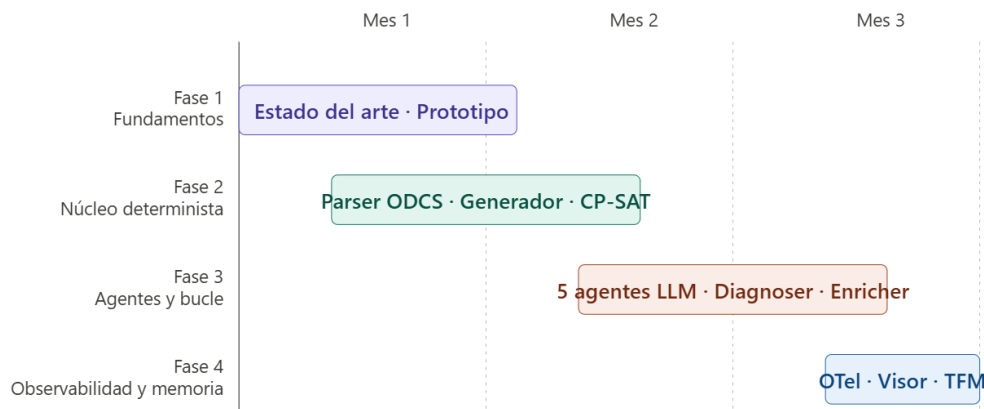 Mes 1
Mes 2
Mes 3
Fase 1
Fundamentos
Estado del arte · Prototipo
Fase 2
Núcleo determinista
Parser ODCS · Generador · CP-SAT
Fase 3
Agentes y bucle
5 agentes LLM · Diagnoser · Enricher
Fase 4
Observabilidad y memoria
OTel · Visor · TFM